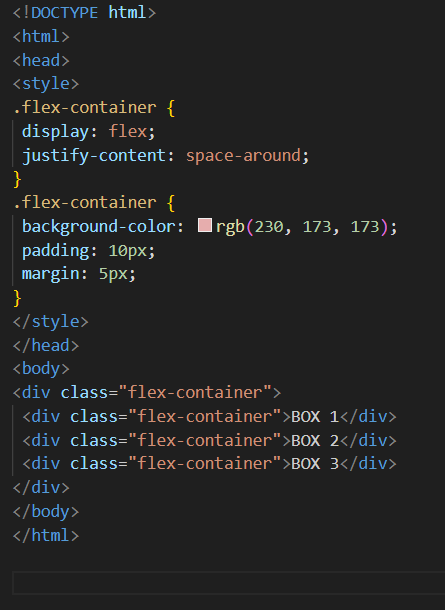 <!DOCTYPE html>
<html>
<head>
<style>
.flex-container {
 display: flex;
 justify-content: space-around;
}
.flex-container {
 background-color: rgb(230, 173, 173);
 padding: 10px;
 margin: 5px;
}
</style>
</head>
<body>
<div class="flex-container">
 <div class="flex-container">BOX 1</div>
 <div class="flex-container">BOX 2</div>
 <div class="flex-container">BOX 3</div>
</div>
</body>
</html>